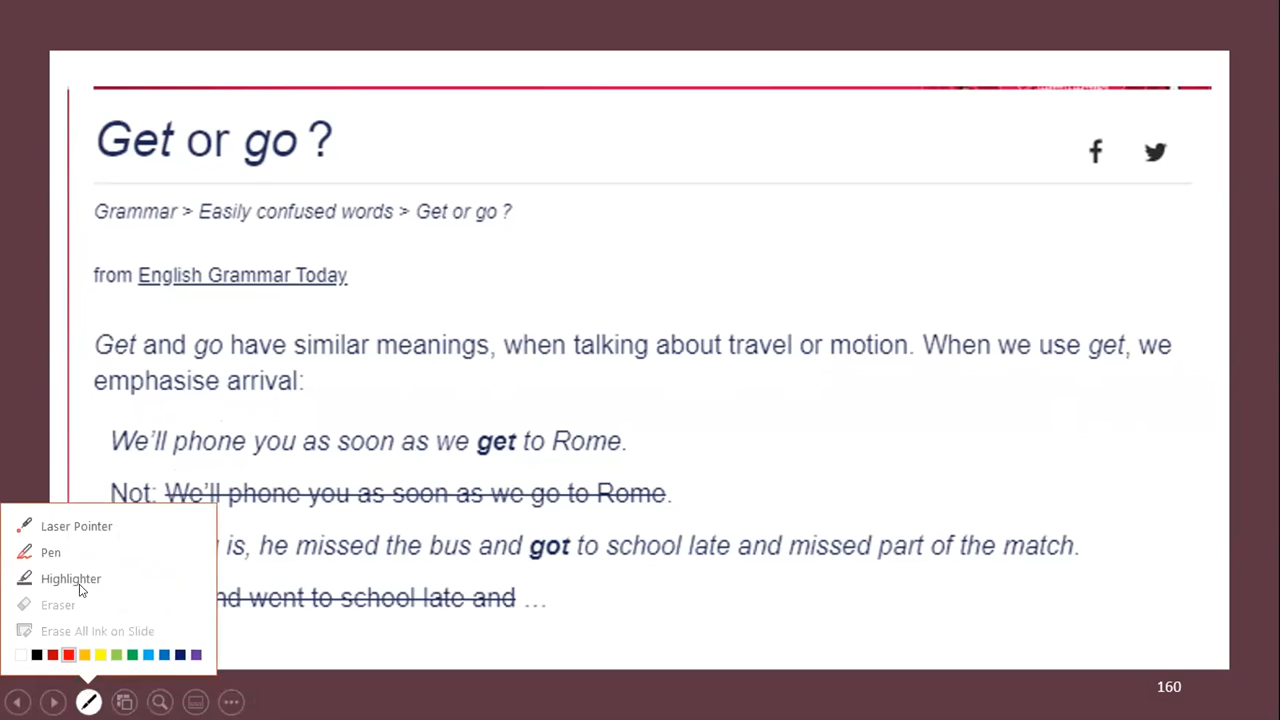 Get or go ?
Grammar > Easily confused words > Get or go ?
from English Grammar Today
Get and go have similar meanings, when talking about travel or motion. When we use get, we
emphasise arrival:
We'll phone you as soon as we get to Rome.
Not: We'll phone you as soon as we go to Rome.
is, he missed the bus and got to school late and missed part of the match.
went to school late and …
Laser Pointer
Pen
Highlighter
Eraser
Erase All Ink on Slide
160